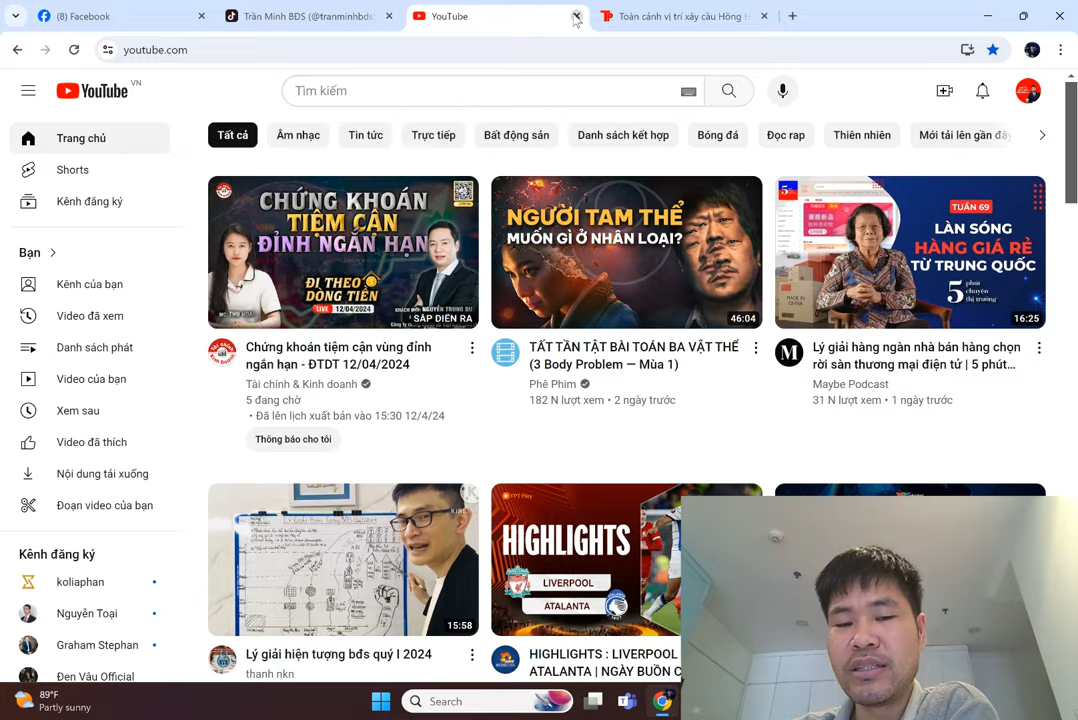 (8) Facebook
Trần Minh BĐS (@tranminhbds
YouTube
Toàn cảnh vị trí xây cầu Hồng H
youtube.com
YouTube VN
Tìm kiếm
Tất cả
Âm nhạc
Tin tức
Trực tiếp
Bất động sản
Danh sách kết hợp
Bóng đá
Đọc rap
Thiên nhiên
Mới tải lên gần đây
Trang chủ
Shorts
Kênh đăng ký
Bạn
Kênh của bạn
Video đã xem
Danh sách phát
Video của bạn
Xem sau
Video đã thích
Nội dung tải xuống
Đoạn video của bạn
Kênh đăng ký
koliaphan
Nguyễn Toại
Graham Stephan
Đen Vâu Official
CHỨNG KHOÁN
TIỆM CẬN
ĐỈNH NGẮN HẠN
ĐI THEO
DÒNG TIỀN
LIVE 12/04/2024
SẮP DIỄN RA
Chứng khoán tiệm cận vùng đỉnh
ngắn hạn - ĐTDT 12/04/2024
Tài chính & Kinh doanh
5 đang chờ
• Đã lên lịch xuất bản vào 15:30 12/4/24
Thông báo cho tôi
NGƯỜI TAM THỂ
MUỐN GÌ Ở NHÂN LOẠI?
46:04
TẤT TẦN TẬT BÀI TOÁN BA VẬT THỂ
(3 Body Problem — Mùa 1)
Phê Phim
182 N lượt xem • 2 ngày trước
TUẦN 69
LÀN SÓNG
HÀNG GIÁ RẺ
TỪ TRUNG QUỐC
5 phút
chuyện
thị trường
MADE IN
CHINA
16:25
M
Lý giải hàng ngàn nhà bán hàng chọn
rời sàn thương mại điện tử | 5 phút...
Maybe Podcast
31 N lượt xem • 1 ngày trước
15:58
Lý giải hiện tượng bđs quý I 2024
thanh nkn
FPT Play
HIGHLIGHTS
LIVERPOOL
ATALANTA
HIGHLIGHTS : LIVERPOOL
ATALANTA | NGÀY BUỒN C
89°F
Partly sunny
Search